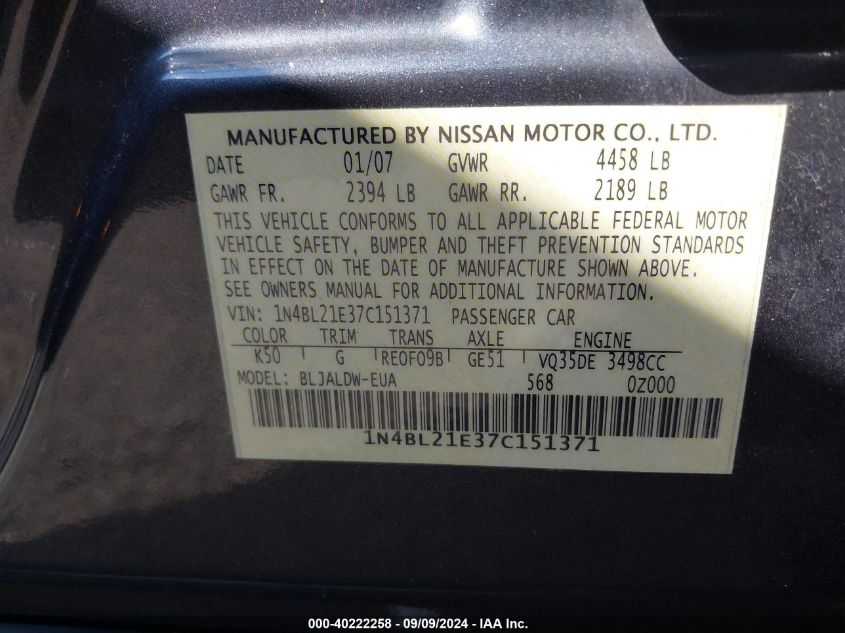 MANUFACTURED BY NISSAN MOTOR CO., LTD.
DATE 01/07 GVWR 4458 LB
GAWR FR. 2394 LB GAWR RR. 2189 LB
THIS VEHICLE CONFORMS TO ALL APPLICABLE FEDERAL MOTOR
VEHICLE SAFETY, BUMPER AND THEFT PREVENTION STANDARDS
IN EFFECT ON THE DATE OF MANUFACTURE SHOWN ABOVE.
SEE OWNERS MANUAL FOR ADDITIONAL INFORMATION.
VIN: 1N4BL21E37C151371 PASSENGER CAR
COLOR TRIM TRANS AXLE ENGINE
K50 G RE0F09B GE51 VQ35DE 3498CC
MODEL: BLJALDW-EUA 568 0Z000
1N4BL21E37C151371
000-40222258 - 09/09/2024 - IAA Inc.